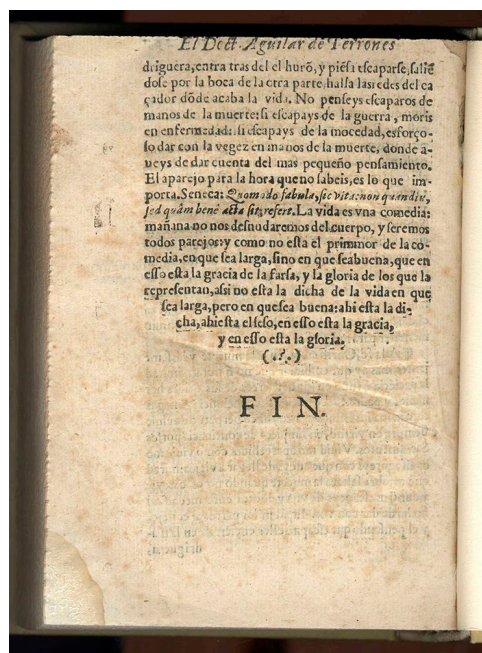 El Doct. Aguilar de Terrones
driguera, entra tras del el hurõ, y piẽsa escaparse, saliẽ
dose por la boca de la otra parte, halla las redes del ca
çador dõde acaba la vida. No penseys escaparos de
manos de la muerte: si escapays de la guerra, moris
en enfermedad: si escapays de la mocedad, esforço-
so dar con la vegez en manos de la muerte, donde a-
ueys de dar cuenta del mas pequeño pensamiento.
El aparejo para la hora que no sabeis, es lo que im-
porta. Seneca: Quomodo fabula, sic vita: non quandiu,
sed quàm benè acta sit, refert. La vida es vna comedia:
mañana nos desnudaremos del cuerpo, y seremos
todos parejos: y como no esta el primmor de la co-
media, en que sea larga, sino en que sea buena, que en
esso esta la gracia de la farsa, y la gloria de los que la
representan, assi no esta la dicha de la vida en que
sea larga, pero en que sea buena: ahi esta la di-
cha, ahi esta el seso, en esso esta la gracia,
y en esso esta la gloria.
(.?.)
FIN.